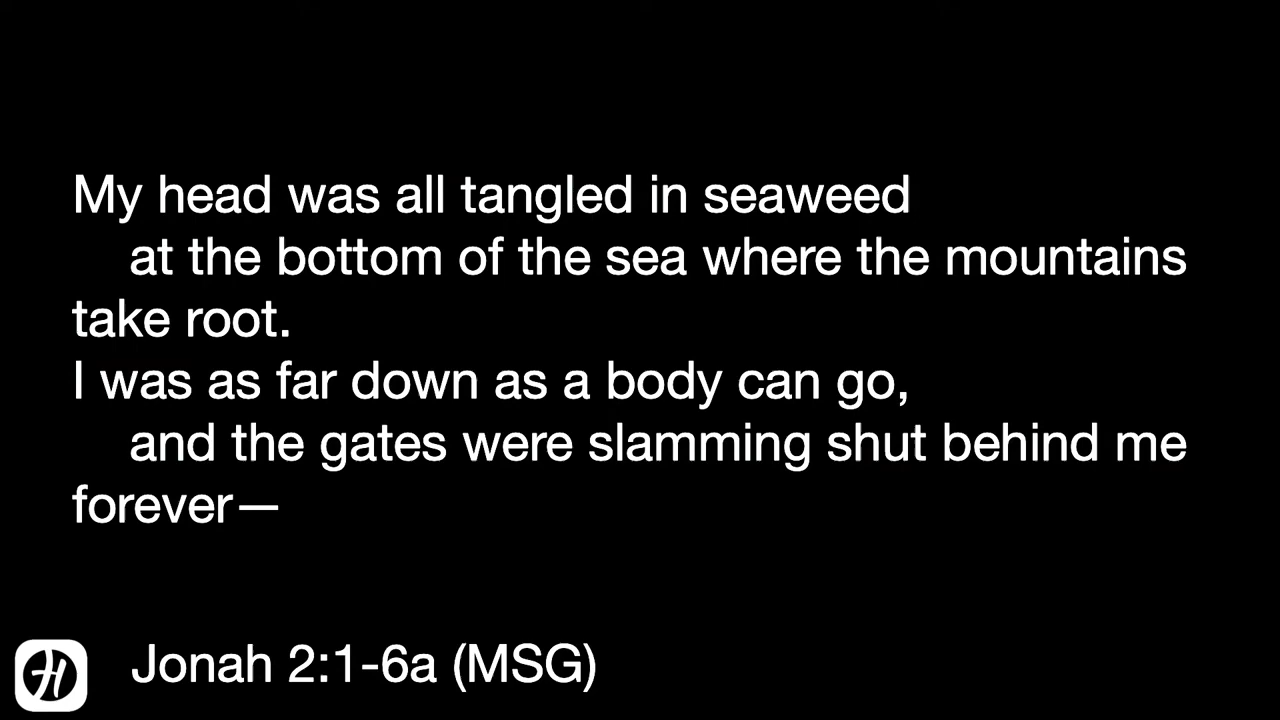 My head was all tangled in seaweed
at the bottom of the sea where the mountains
take root.
I was as far down as a body can go,
and the gates were slamming shut behind me
forever—
H
Jonah 2:1-6a (MSG)